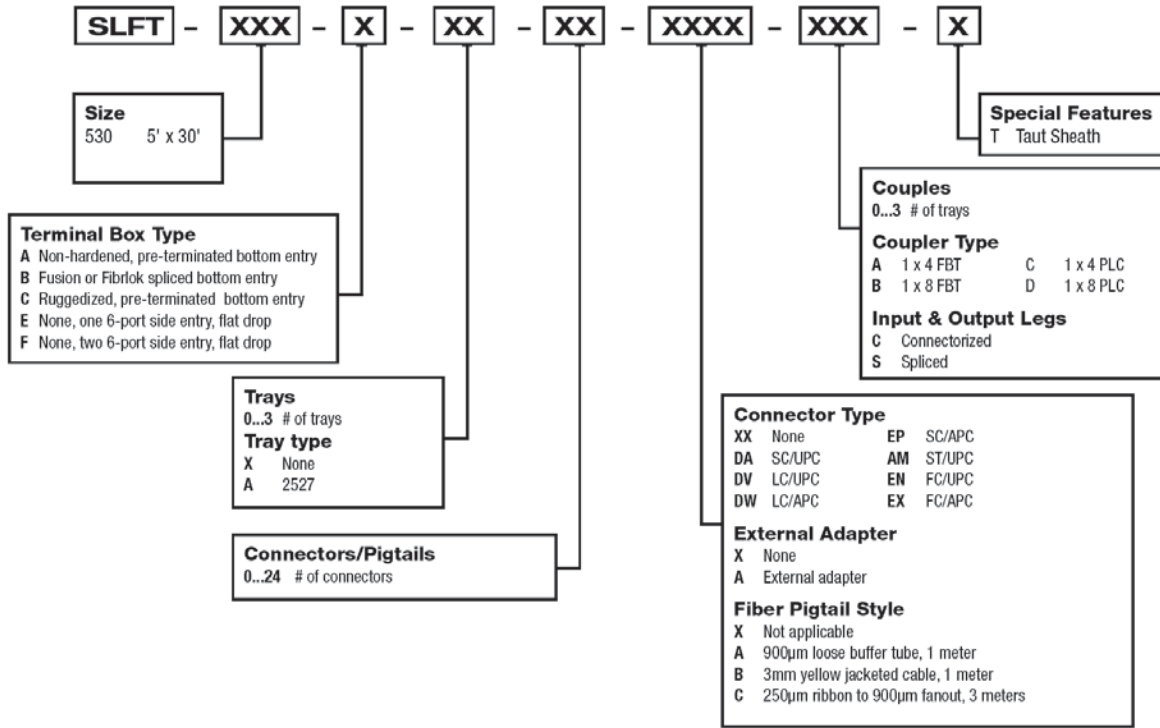 SLFT - XXX - X - XX - XX - XXXX - XXX - X
Size
530 5' x 30'
Special Features
T Taut Sheath
Terminal Box Type
A Non-hardened, pre-terminated bottom entry
B Fusion or Fibrlok spliced bottom entry
C Ruggedized, pre-terminated bottom entry
E None, one 6-port side entry, flat drop
F None, two 6-port side entry, flat drop
Couples
0...3 # of trays
Coupler Type
A 1 x 4 FBT C 1 x 4 PLC
B 1 x 8 FBT D 1 x 8 PLC
Input & Output Legs
C Connectorized
S Spliced
Trays
0...3 # of trays
Tray type
X None
A 2527
Connectors/Pigtails
0...24 # of connectors
Connector Type
XX None EP SC/APC
DA SC/UPC AM ST/UPC
DV LC/UPC EN FC/UPC
DW LC/APC EX FC/APC
External Adapter
X None
A External adapter
Fiber Pigtail Style
X Not applicable
A 900µm loose buffer tube, 1 meter
B 3mm yellow jacketed cable, 1 meter
C 250µm ribbon to 900µm fanout, 3 meters